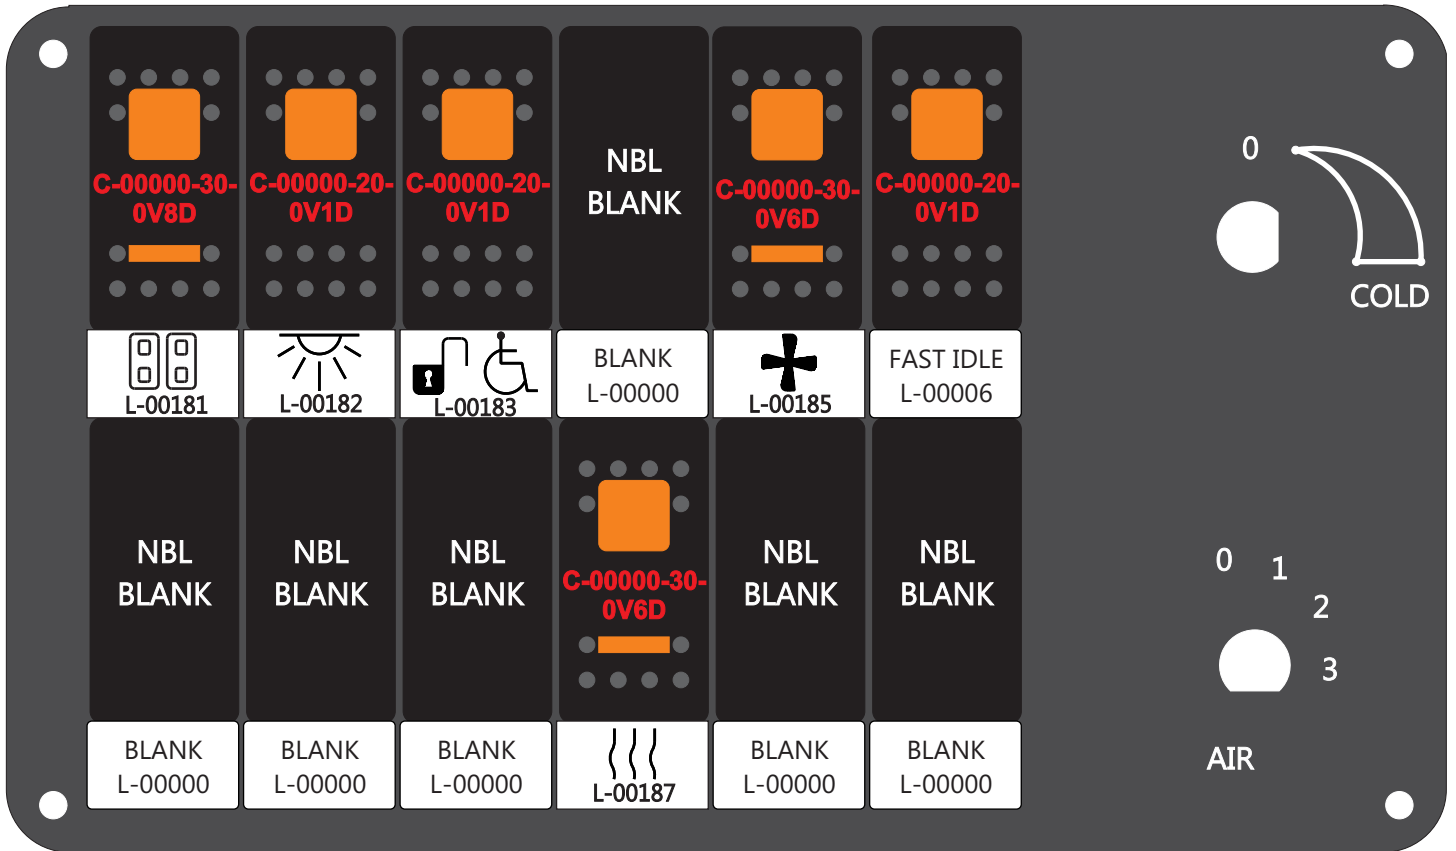 C-00000-30-
0V8D
C-00000-20-
0V1D
C-00000-20-
0V1D
NBL
BLANK
C-00000-30-
0V6D
C-00000-20-
0V1D
L-00181
L-00182
L-00183
BLANK
L-00000
L-00185
FAST IDLE
L-00006
NBL
BLANK
NBL
BLANK
NBL
BLANK
C-00000-30-
0V6D
NBL
BLANK
NBL
BLANK
BLANK
L-00000
BLANK
L-00000
BLANK
L-00000
L-00187
BLANK
L-00000
BLANK
L-00000
0
COLD
0
1
2
3
AIR